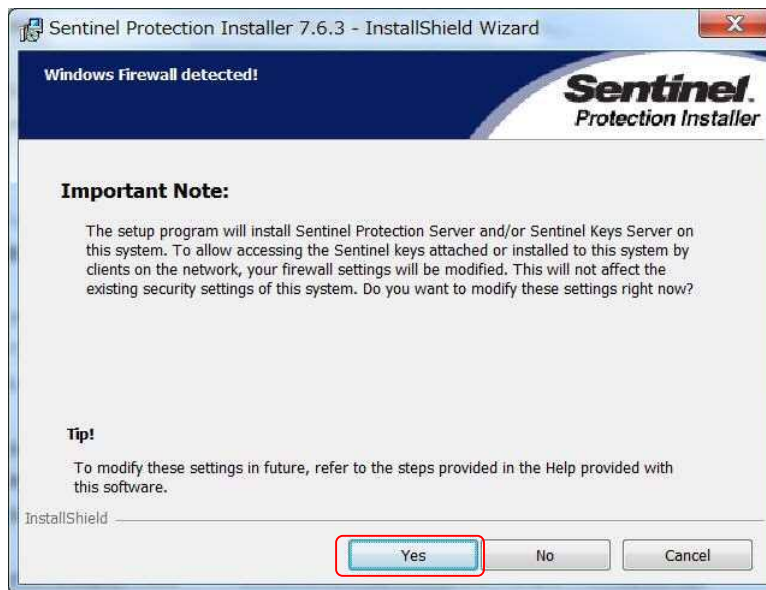 Sentinel Protection Installer 7.6.3 - InstallShield Wizard
Windows Firewall detected!
Sentinel.
Protection Installer
Important Note:
The setup program will install Sentinel Protection Server and/or Sentinel Keys Server on
this system. To allow accessing the Sentinel keys attached or installed to this system by
clients on the network, your firewall settings will be modified. This will not affect the
existing security settings of this system. Do you want to modify these settings right now?
Tip!
To modify these settings in future, refer to the steps provided in the Help provided with
this software.
InstallShield
Yes No Cancel